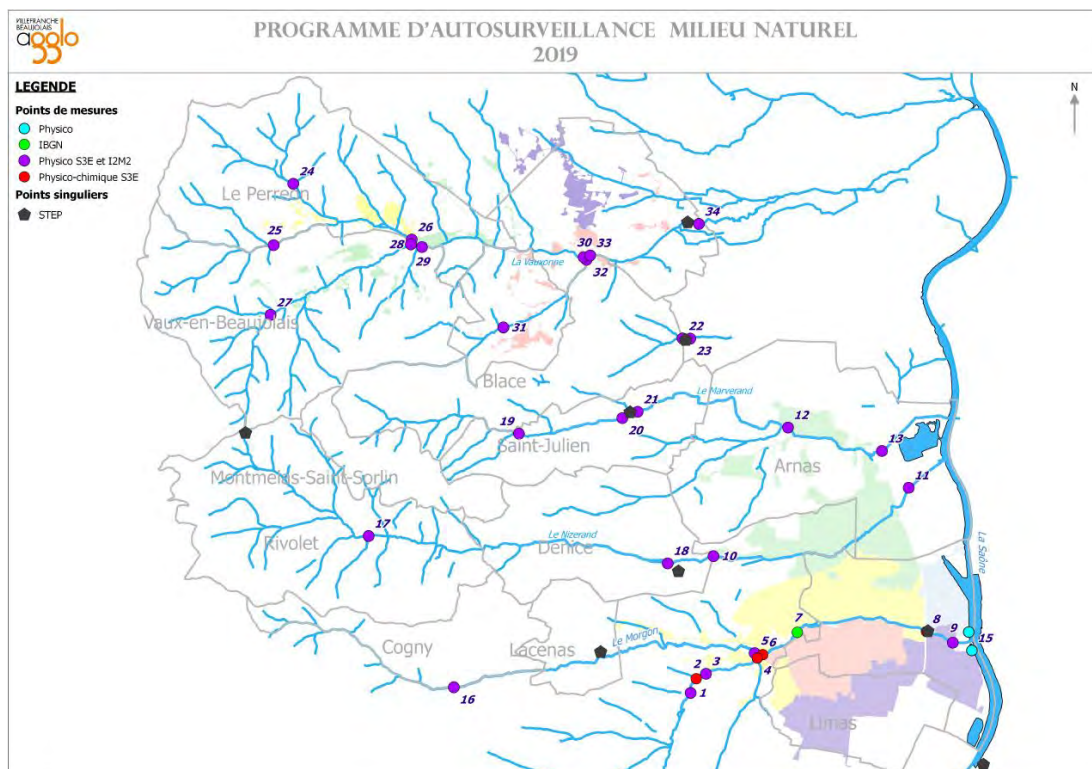 VILLEFRANCHE
BEAUJOLAIS
agglo
PROGRAMME D'AUTOSURVEILLANCE MILIEU NATUREL
2019
LEGENDE
Points de mesures
Physico
IBGN
Physico S3E et I2M2
Physico-chimique S3E
Points singuliers
STEP
N
24
Le Perréon
25
26
28
29
30
33
32
34
La Vauxonne
27
Vaux-en-Beaujolais
31
22
23
Blacé
Le Marverand
21
20
19
Saint-Julien
12
13
Arnas
11
Montmelas-Saint-Sorlin
17
Rivolet
Le Nizerand
Denicé
18
10
La Saône
7
8
9
15
Le Morgon
Cogny
Lacenas
5
6
4
2
3
1
16
Limas